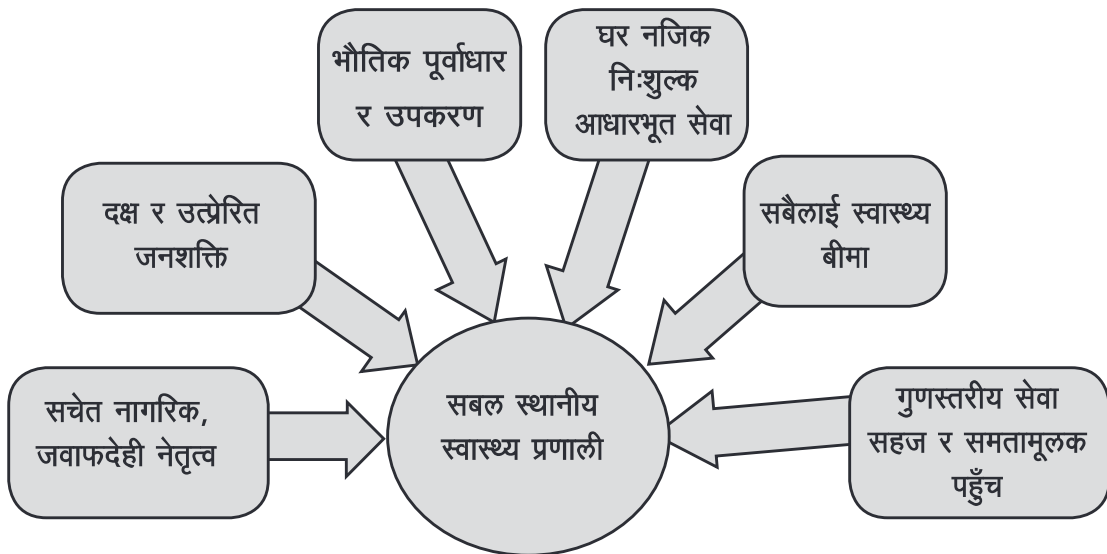 भौतिक पूर्वाधार
र उपकरण
घर नजिक
निःशुल्क
आधारभूत सेवा
दक्ष र उत्प्रेरित
जनशक्ति
सबैलाई स्वास्थ्य
बीमा
सचेत नागरिक,
जवाफदेही नेतृत्व
सबल स्थानीय
स्वास्थ्य प्रणाली
गुणस्तरीय सेवा
सहज र समतामूलक
पहुँच